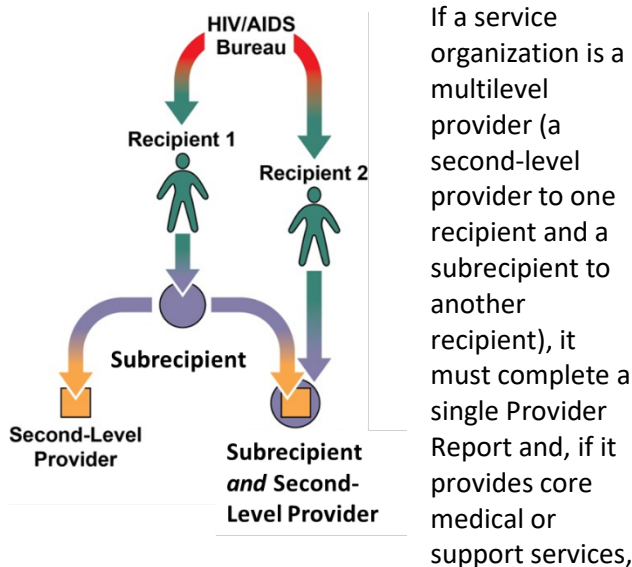 HIV/AIDS
Bureau
Recipient 1
Recipient 2
Subrecipient
Second-Level
Provider
Subrecipient
and Second-
Level Provider
If a service
organization is a
multilevel
provider (a
second-level
provider to one
recipient and a
subrecipient to
another
recipient), it
must complete a
single Provider
Report and, if it
provides core
medical or
support services,